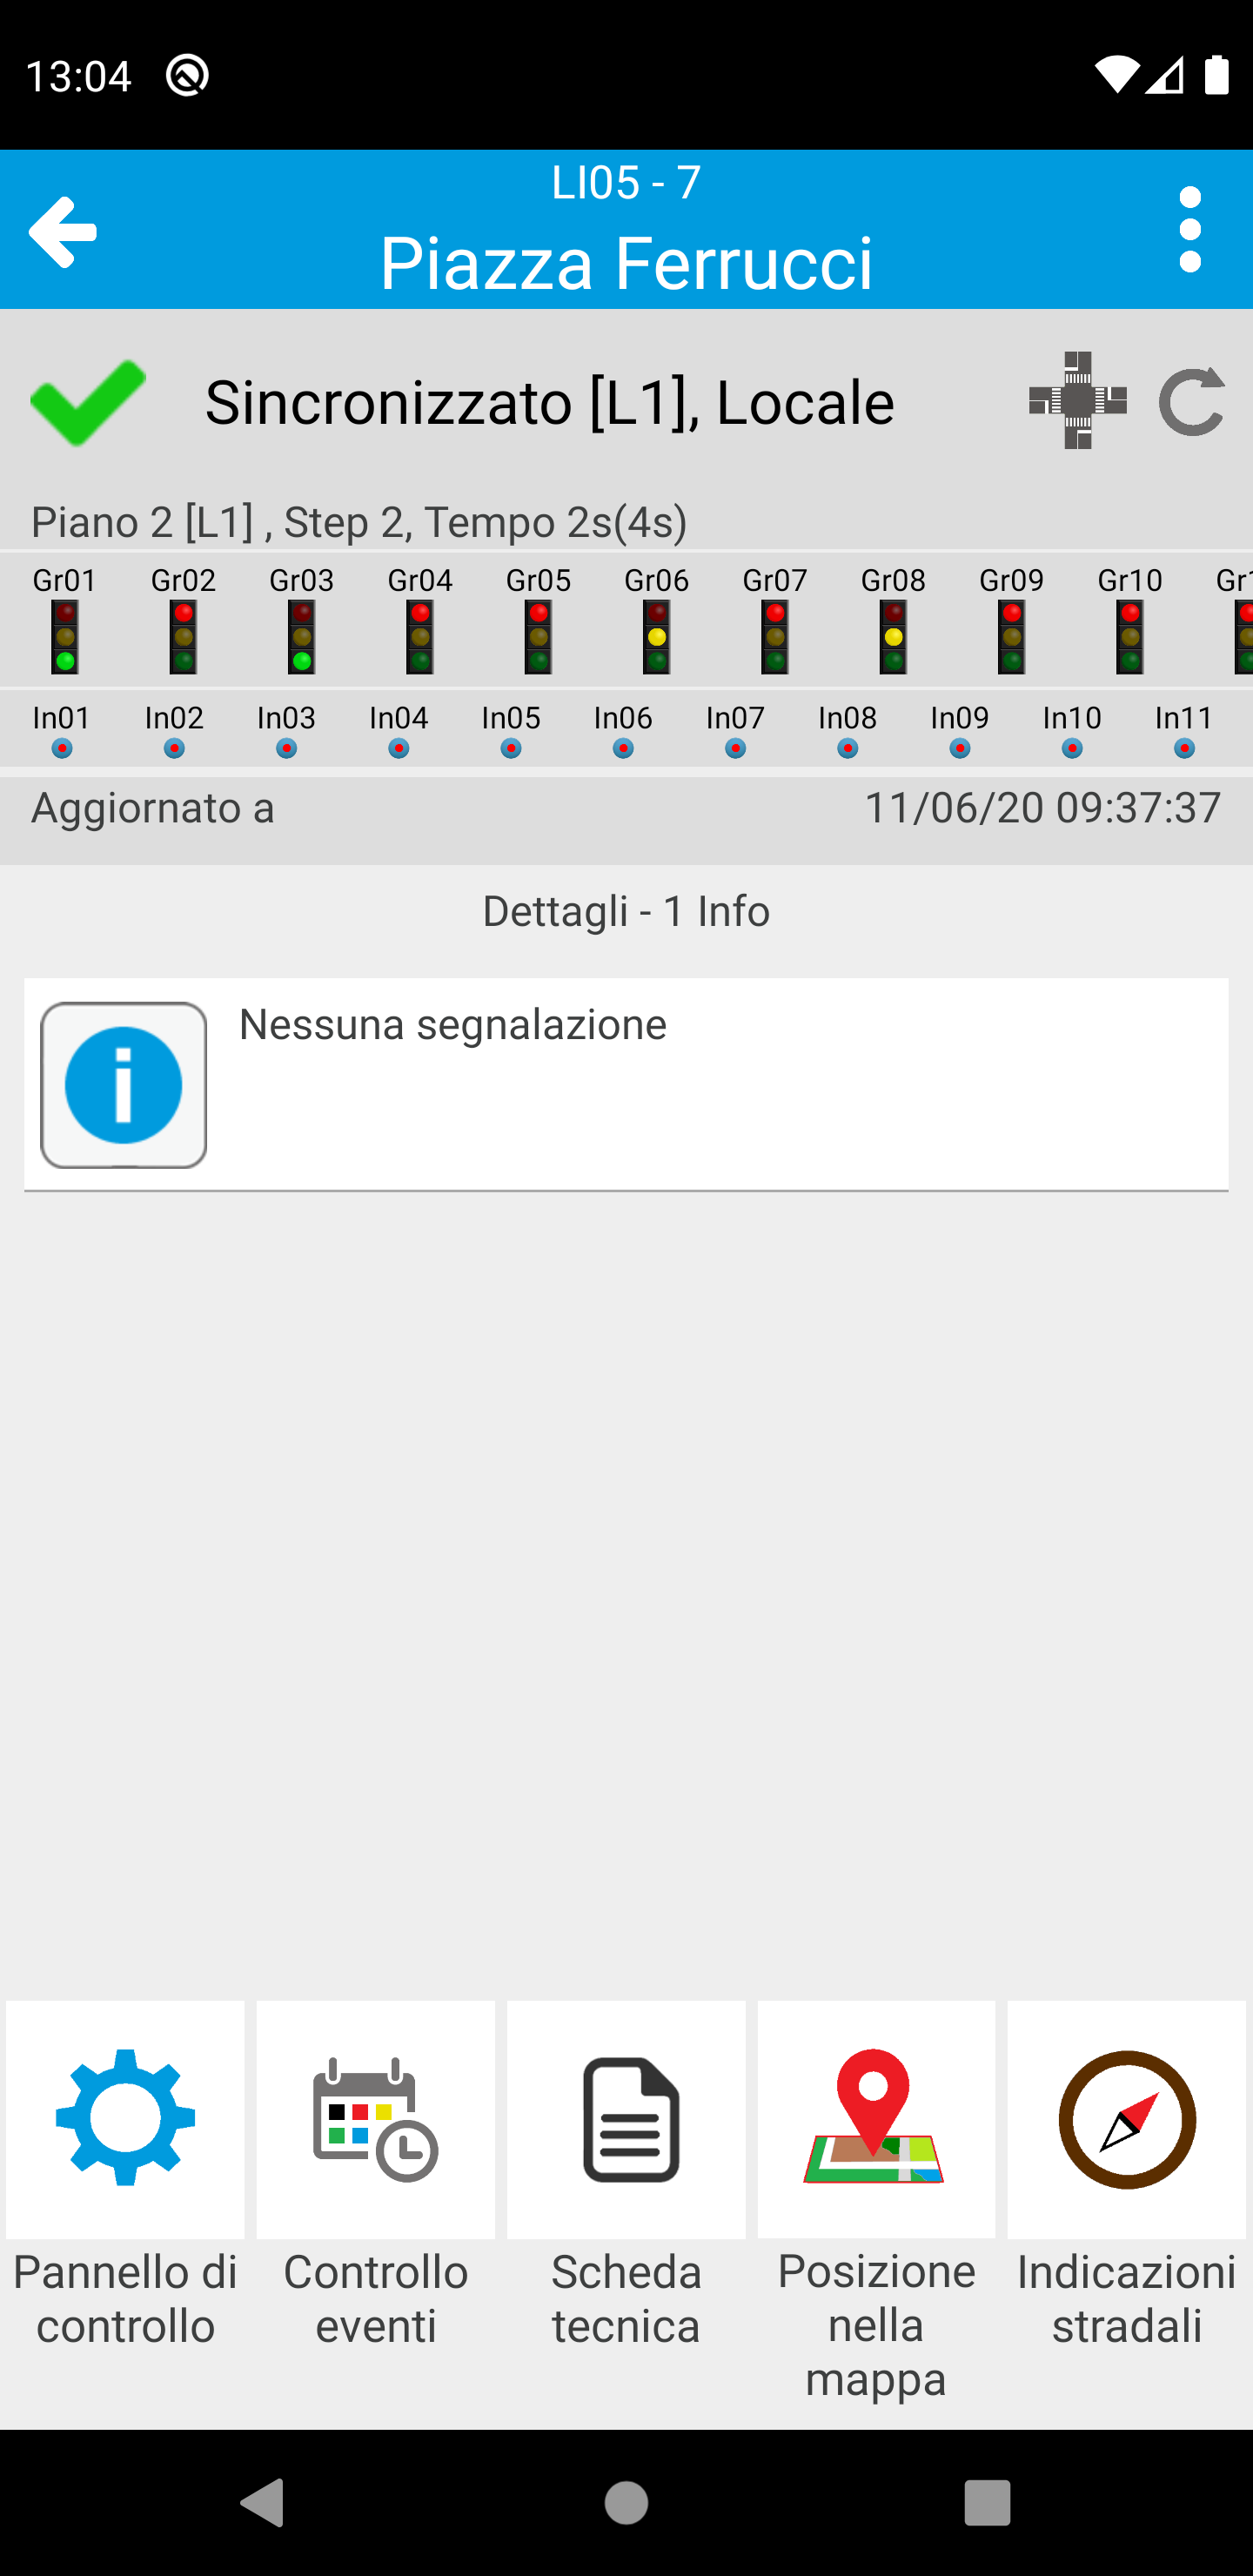 13:04
LI05 - 7
Piazza Ferrucci
Sincronizzato [L1], Locale
Piano 2 [L1] , Step 2, Tempo 2s(4s)
Gr01 Gr02 Gr03 Gr04 Gr05 Gr06 Gr07 Gr08 Gr09 Gr10
In01 In02 In03 In04 In05 In06 In07 In08 In09 In10 In11
Aggiornato a 11/06/20 09:37:37
Dettagli - 1 Info
Nessuna segnalazione
Pannello di
controllo
Controllo
eventi
Scheda
tecnica
Posizione
nella
mappa
Indicazioni
stradali